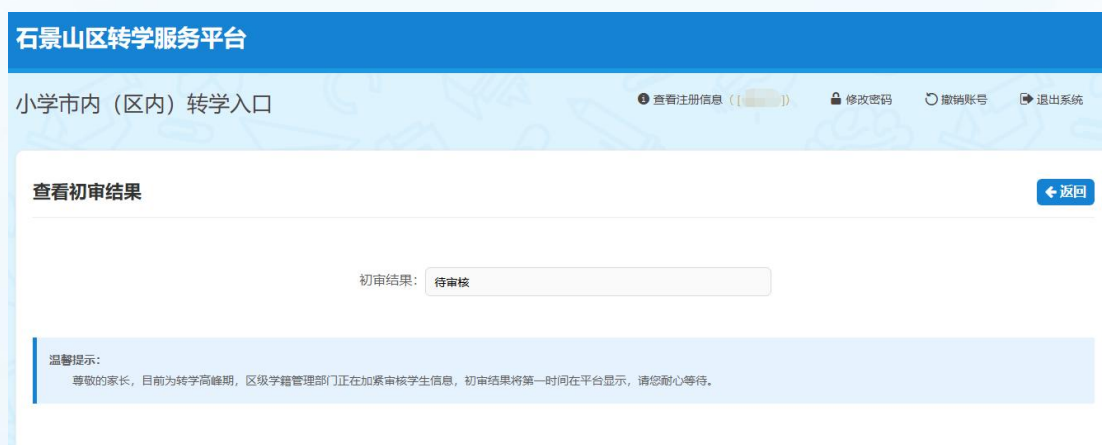 石景山区转学服务平台
小学市内（区内）转学入口
查看注册信息（[ ]） 修改密码 撤销账号 退出系统
查看初审结果
返回
初审结果： 待审核
温馨提示：
尊敬的家长，目前为转学高峰期，区级学籍管理部门正在加紧审核学生信息，初审结果将第一时间在平台显示，请您耐心等待。